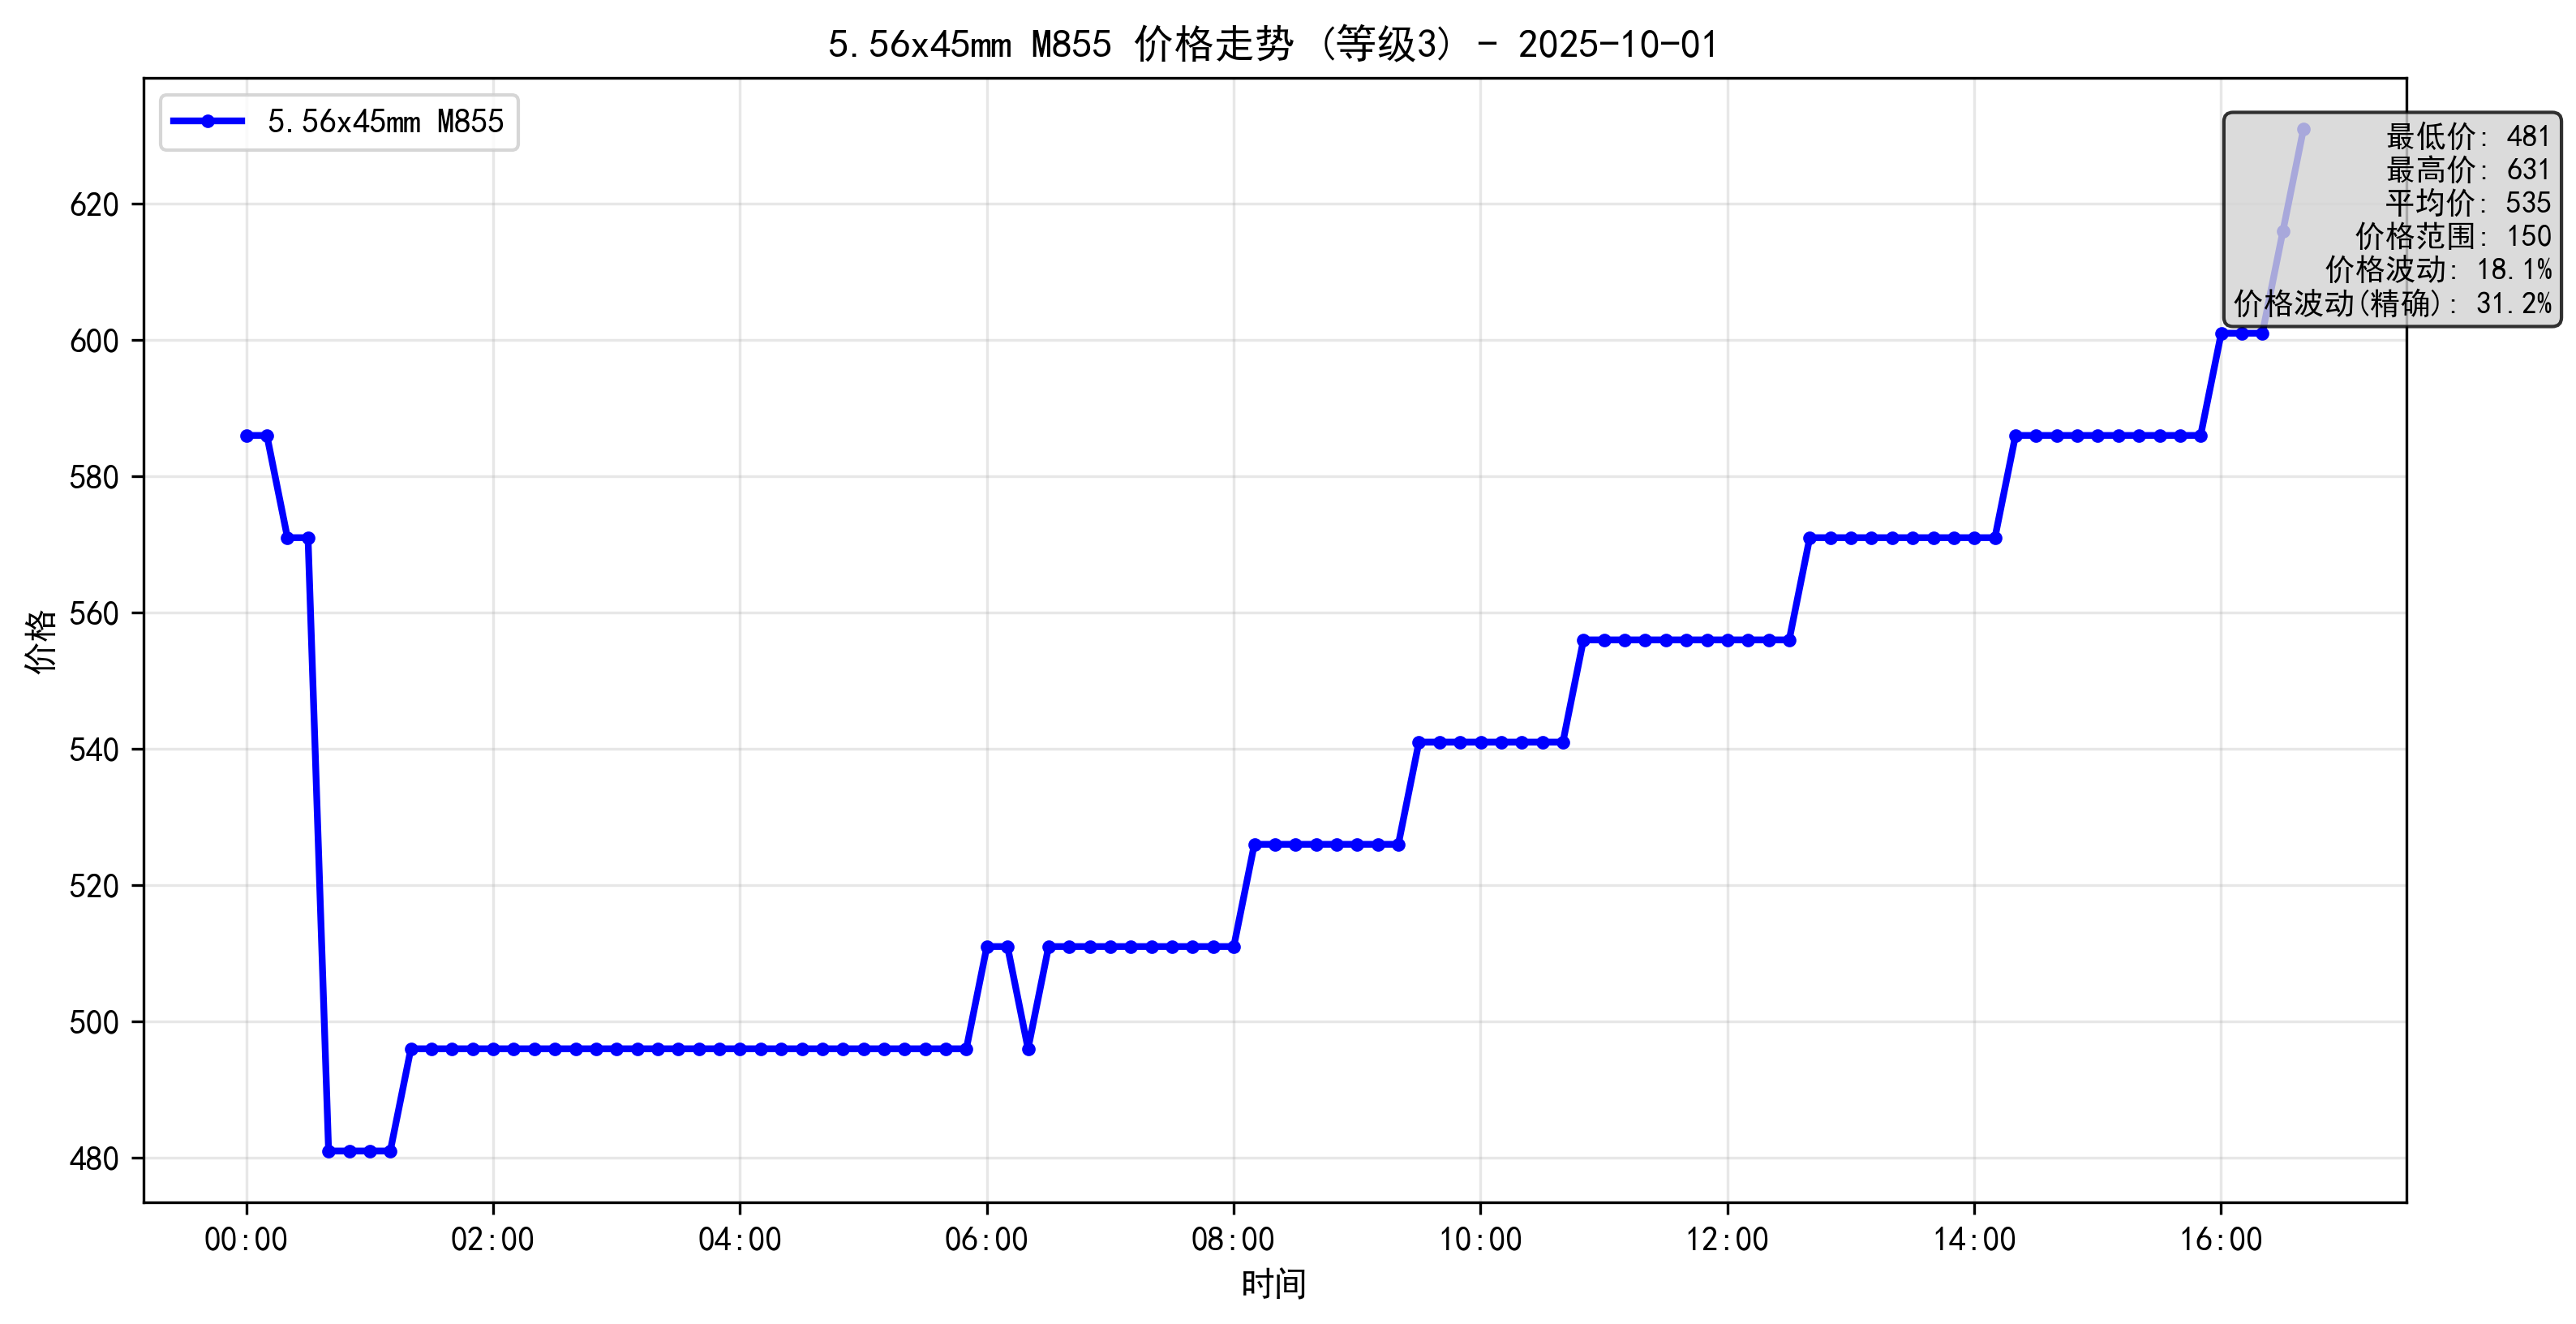 5.56x45mm M855 价格走势 (等级3) - 2025-10-01
5.56x45mm M855
最低价: 481
最高价: 631
平均价: 535
价格范围: 150
价格波动: 18.1%
价格波动(精确): 31.2%
价格
620
600
580
560
540
520
500
480
00:00 02:00 04:00 06:00 08:00 10:00 12:00 14:00 16:00
时间